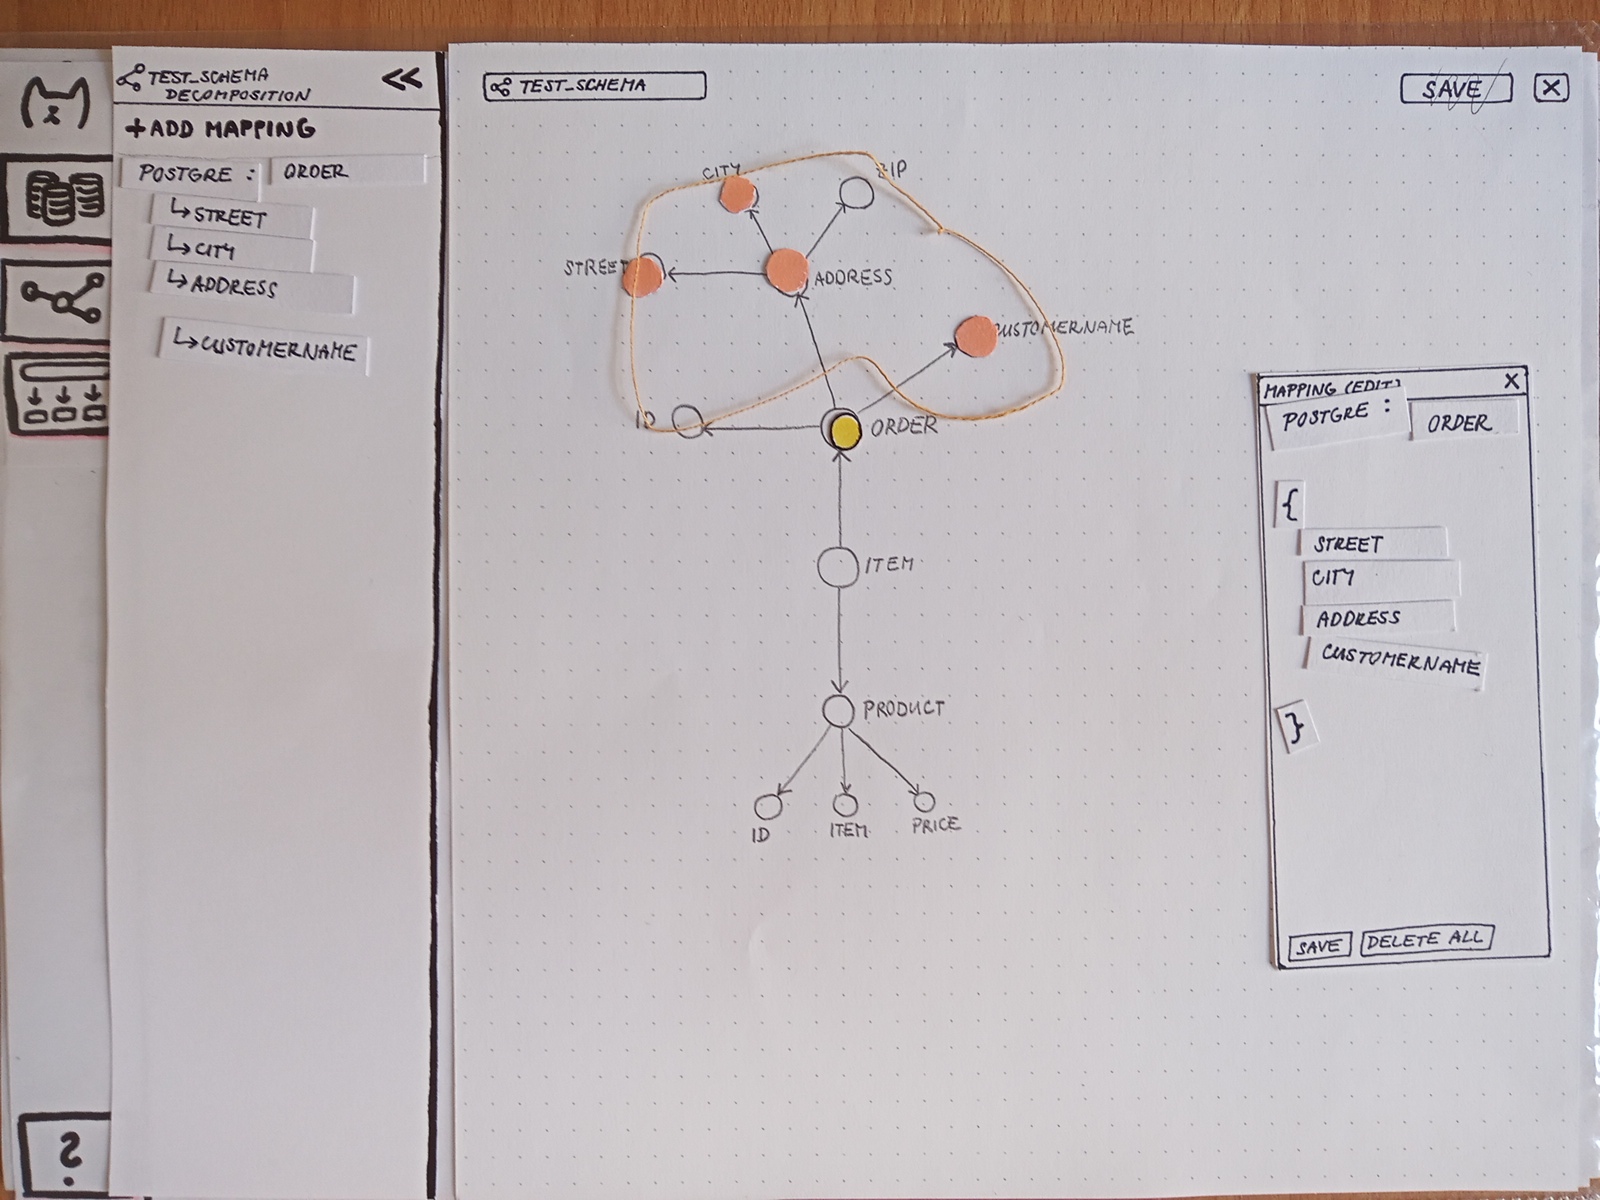 TEST_SCHEMA
DECOMPOSITION
<<
+ADD MAPPING
POSTGRE : ORDER
↳STREET
↳CITY
↳ADDRESS
↳CUSTOMERNAME
?
TEST_SCHEMA
SAVE X
CITY
ZIP
STREET
ADDRESS
CUSTOMERNAME
ID
ORDER
ITEM
PRODUCT
ID
ITEM
PRICE
MAPPING (EDIT) X
POSTGRE : ORDER
{
STREET
CITY
ADDRESS
CUSTOMERNAME
}
SAVE DELETE ALL